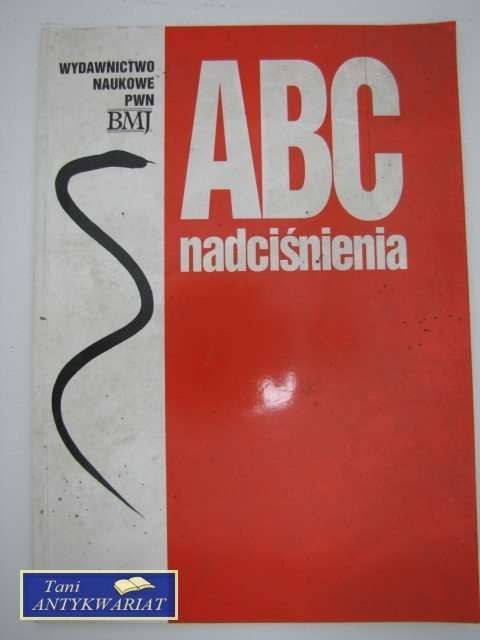 WYDAWNICTWO
NAUKOWE
PWN
BMJ
ABC
nadciśnienia
Tani
ANTYKWARIAT